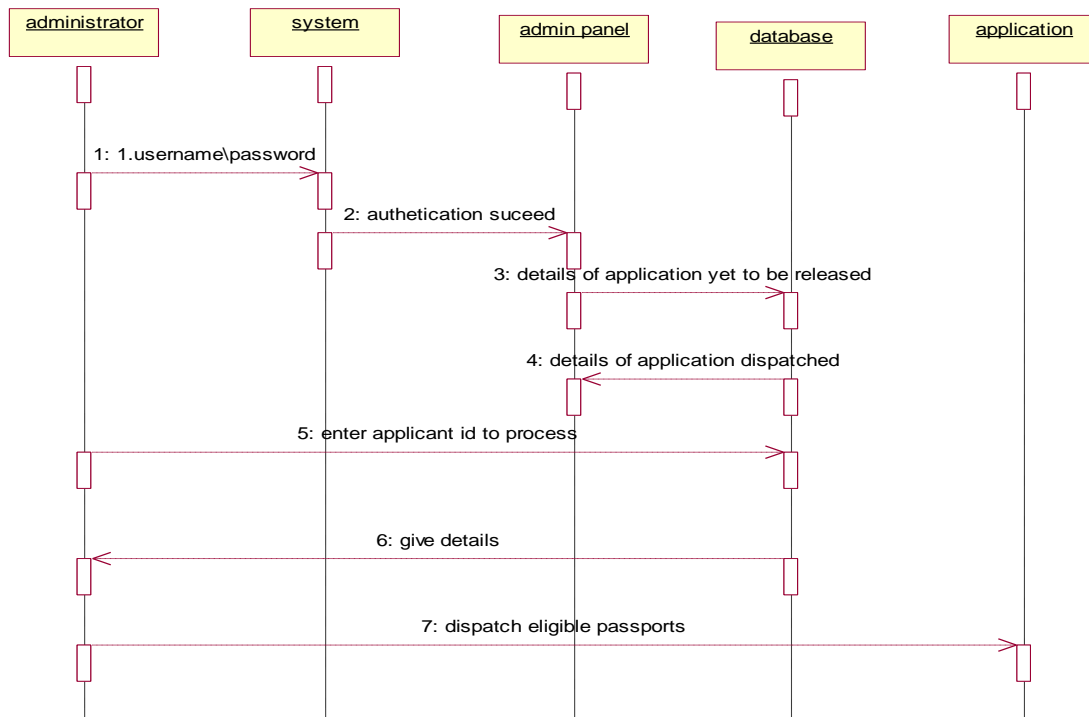 administrator
system
admin panel
database
application
1: 1.username\password
2: authetication suceed
3: details of application yet to be released
4: details of application dispatched
5: enter applicant id to process
6: give details
7: dispatch eligible passports